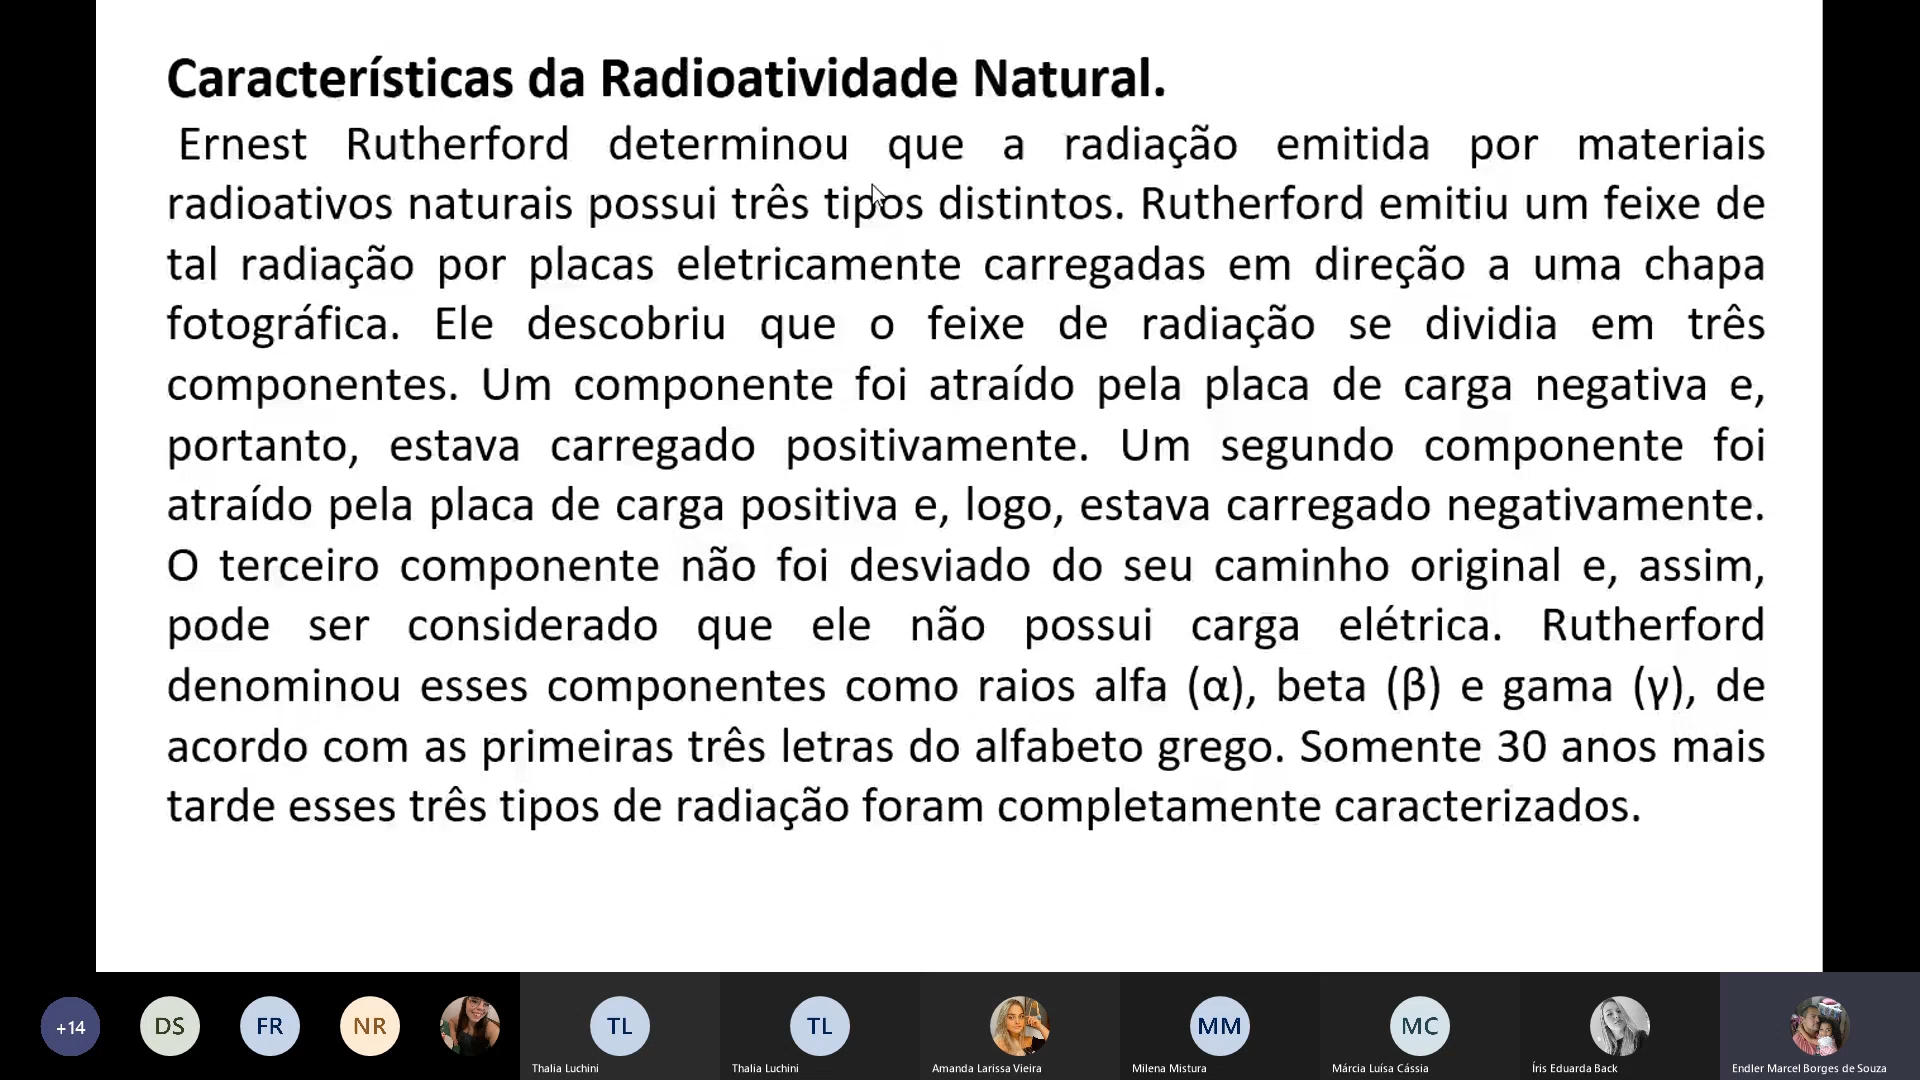 Características da Radioatividade Natural.
Ernest Rutherford determinou que a radiação emitida por materiais
radioativos naturais possui três tipos distintos. Rutherford emitiu um feixe de
tal radiação por placas eletricamente carregadas em direção a uma chapa
fotográfica. Ele descobriu que o feixe de radiação se dividia em três
componentes. Um componente foi atraído pela placa de carga negativa e,
portanto, estava carregado positivamente. Um segundo componente foi
atraído pela placa de carga positiva e, logo, estava carregado negativamente.
O terceiro componente não foi desviado do seu caminho original e, assim,
pode ser considerado que ele não possui carga elétrica. Rutherford
denominou esses componentes como raios alfa (α), beta (β) e gama (γ), de
acordo com as primeiras três letras do alfabeto grego. Somente 30 anos mais
tarde esses três tipos de radiação foram completamente caracterizados.
+14 DS FR NR TL TL MM MC
Thalia Luchini Thalia Luchini Amanda Larissa Vieira Milena Mistura Márcia Luísa Cássia Íris Eduarda Back Endler Marcel Borges de Souza